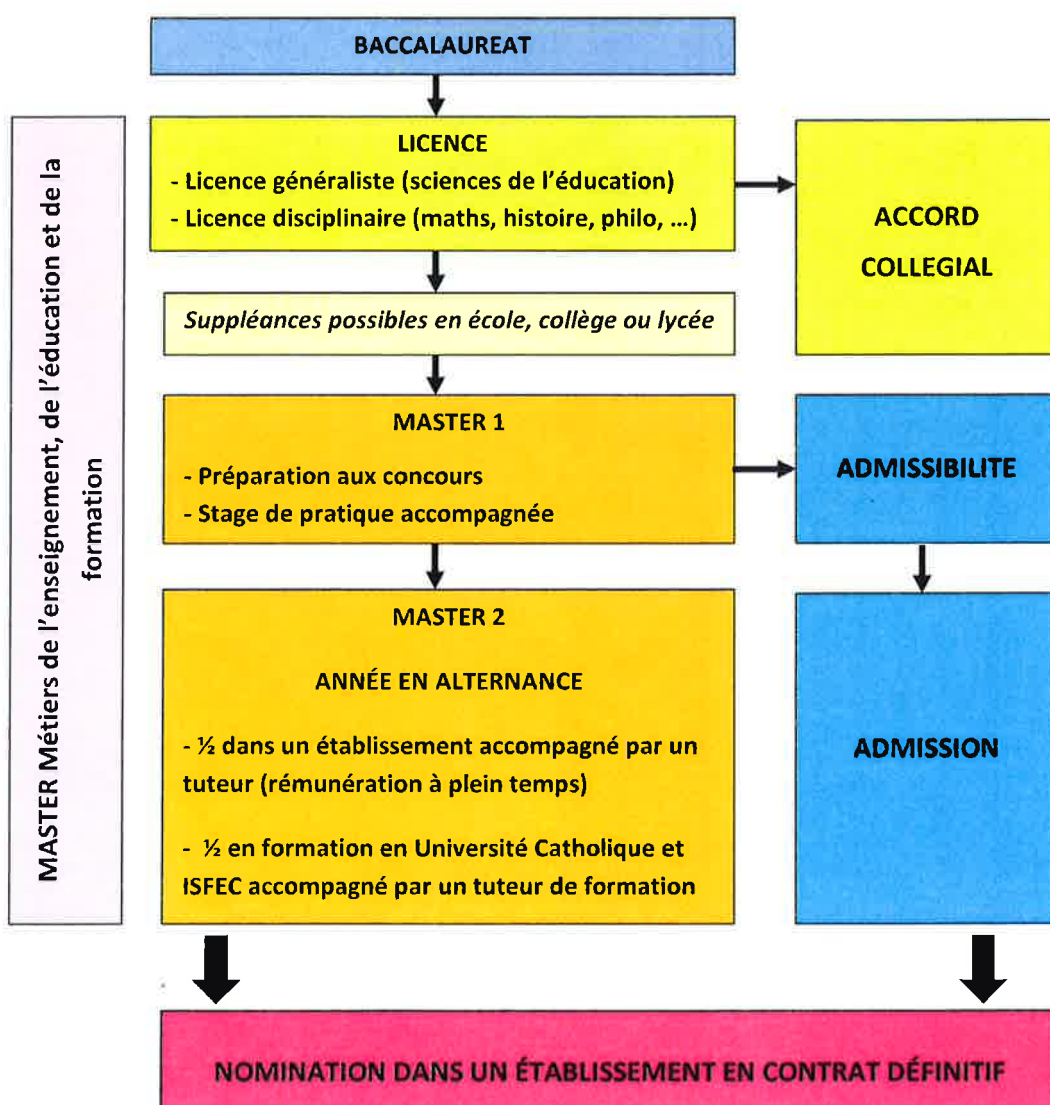 BACCALAUREAT
MASTER Métiers de l'enseignement, de l'éducation et de la
formation
LICENCE
- Licence généraliste (sciences de l'éducation)
- Licence disciplinaire (maths, histoire, philo, ...)
ACCORD
COLLEGIAL
Suppléances possibles en école, collège ou lycée
MASTER 1
- Préparation aux concours
- Stage de pratique accompagnée
ADMISSIBILITE
MASTER 2
ANNÉE EN ALTERNANCE
- ½ dans un établissement accompagné par un
tuteur (rémunération à plein temps)
- ½ en formation en Université Catholique et
ISFEC accompagné par un tuteur de formation
ADMISSION
NOMINATION DANS UN ÉTABLISSEMENT EN CONTRAT DÉFINITIF